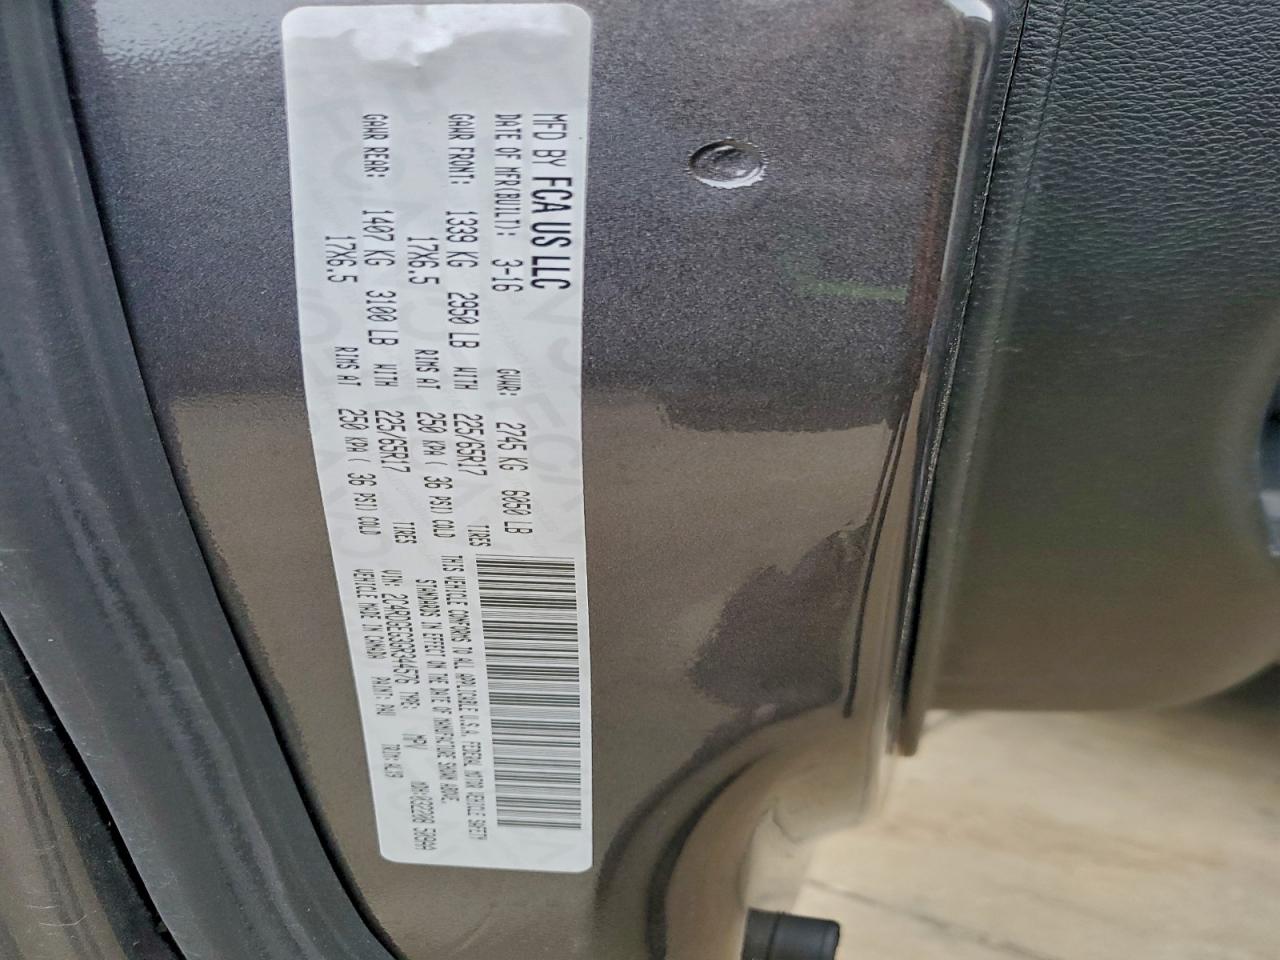 MFD BY FCA US LLC
DATE OF MFR(BUILT): 3-16 GVWR: 2745 KG 6050 LB
GAWR FRONT: 1339 KG 2950 LB WITH 225/65R17 TIRES
17X6.5 RIMS AT 250 KPA ( 36 PSI) COLD
GAWR REAR: 1407 KG 3100 LB WITH 225/65R17 TIRES
17X6.5 RIMS AT 250 KPA ( 36 PSI) COLD
THIS VEHICLE CONFORMS TO ALL APPLICABLE U.S.A. FEDERAL MOTOR VEHICLE SAFETY
STANDARDS IN EFFECT ON THE DATE OF MANUFACTURE SHOWN ABOVE.
VIN: TYPE: MPV
VEHICLE MADE IN CANADA PAINT: PAU TRIM: